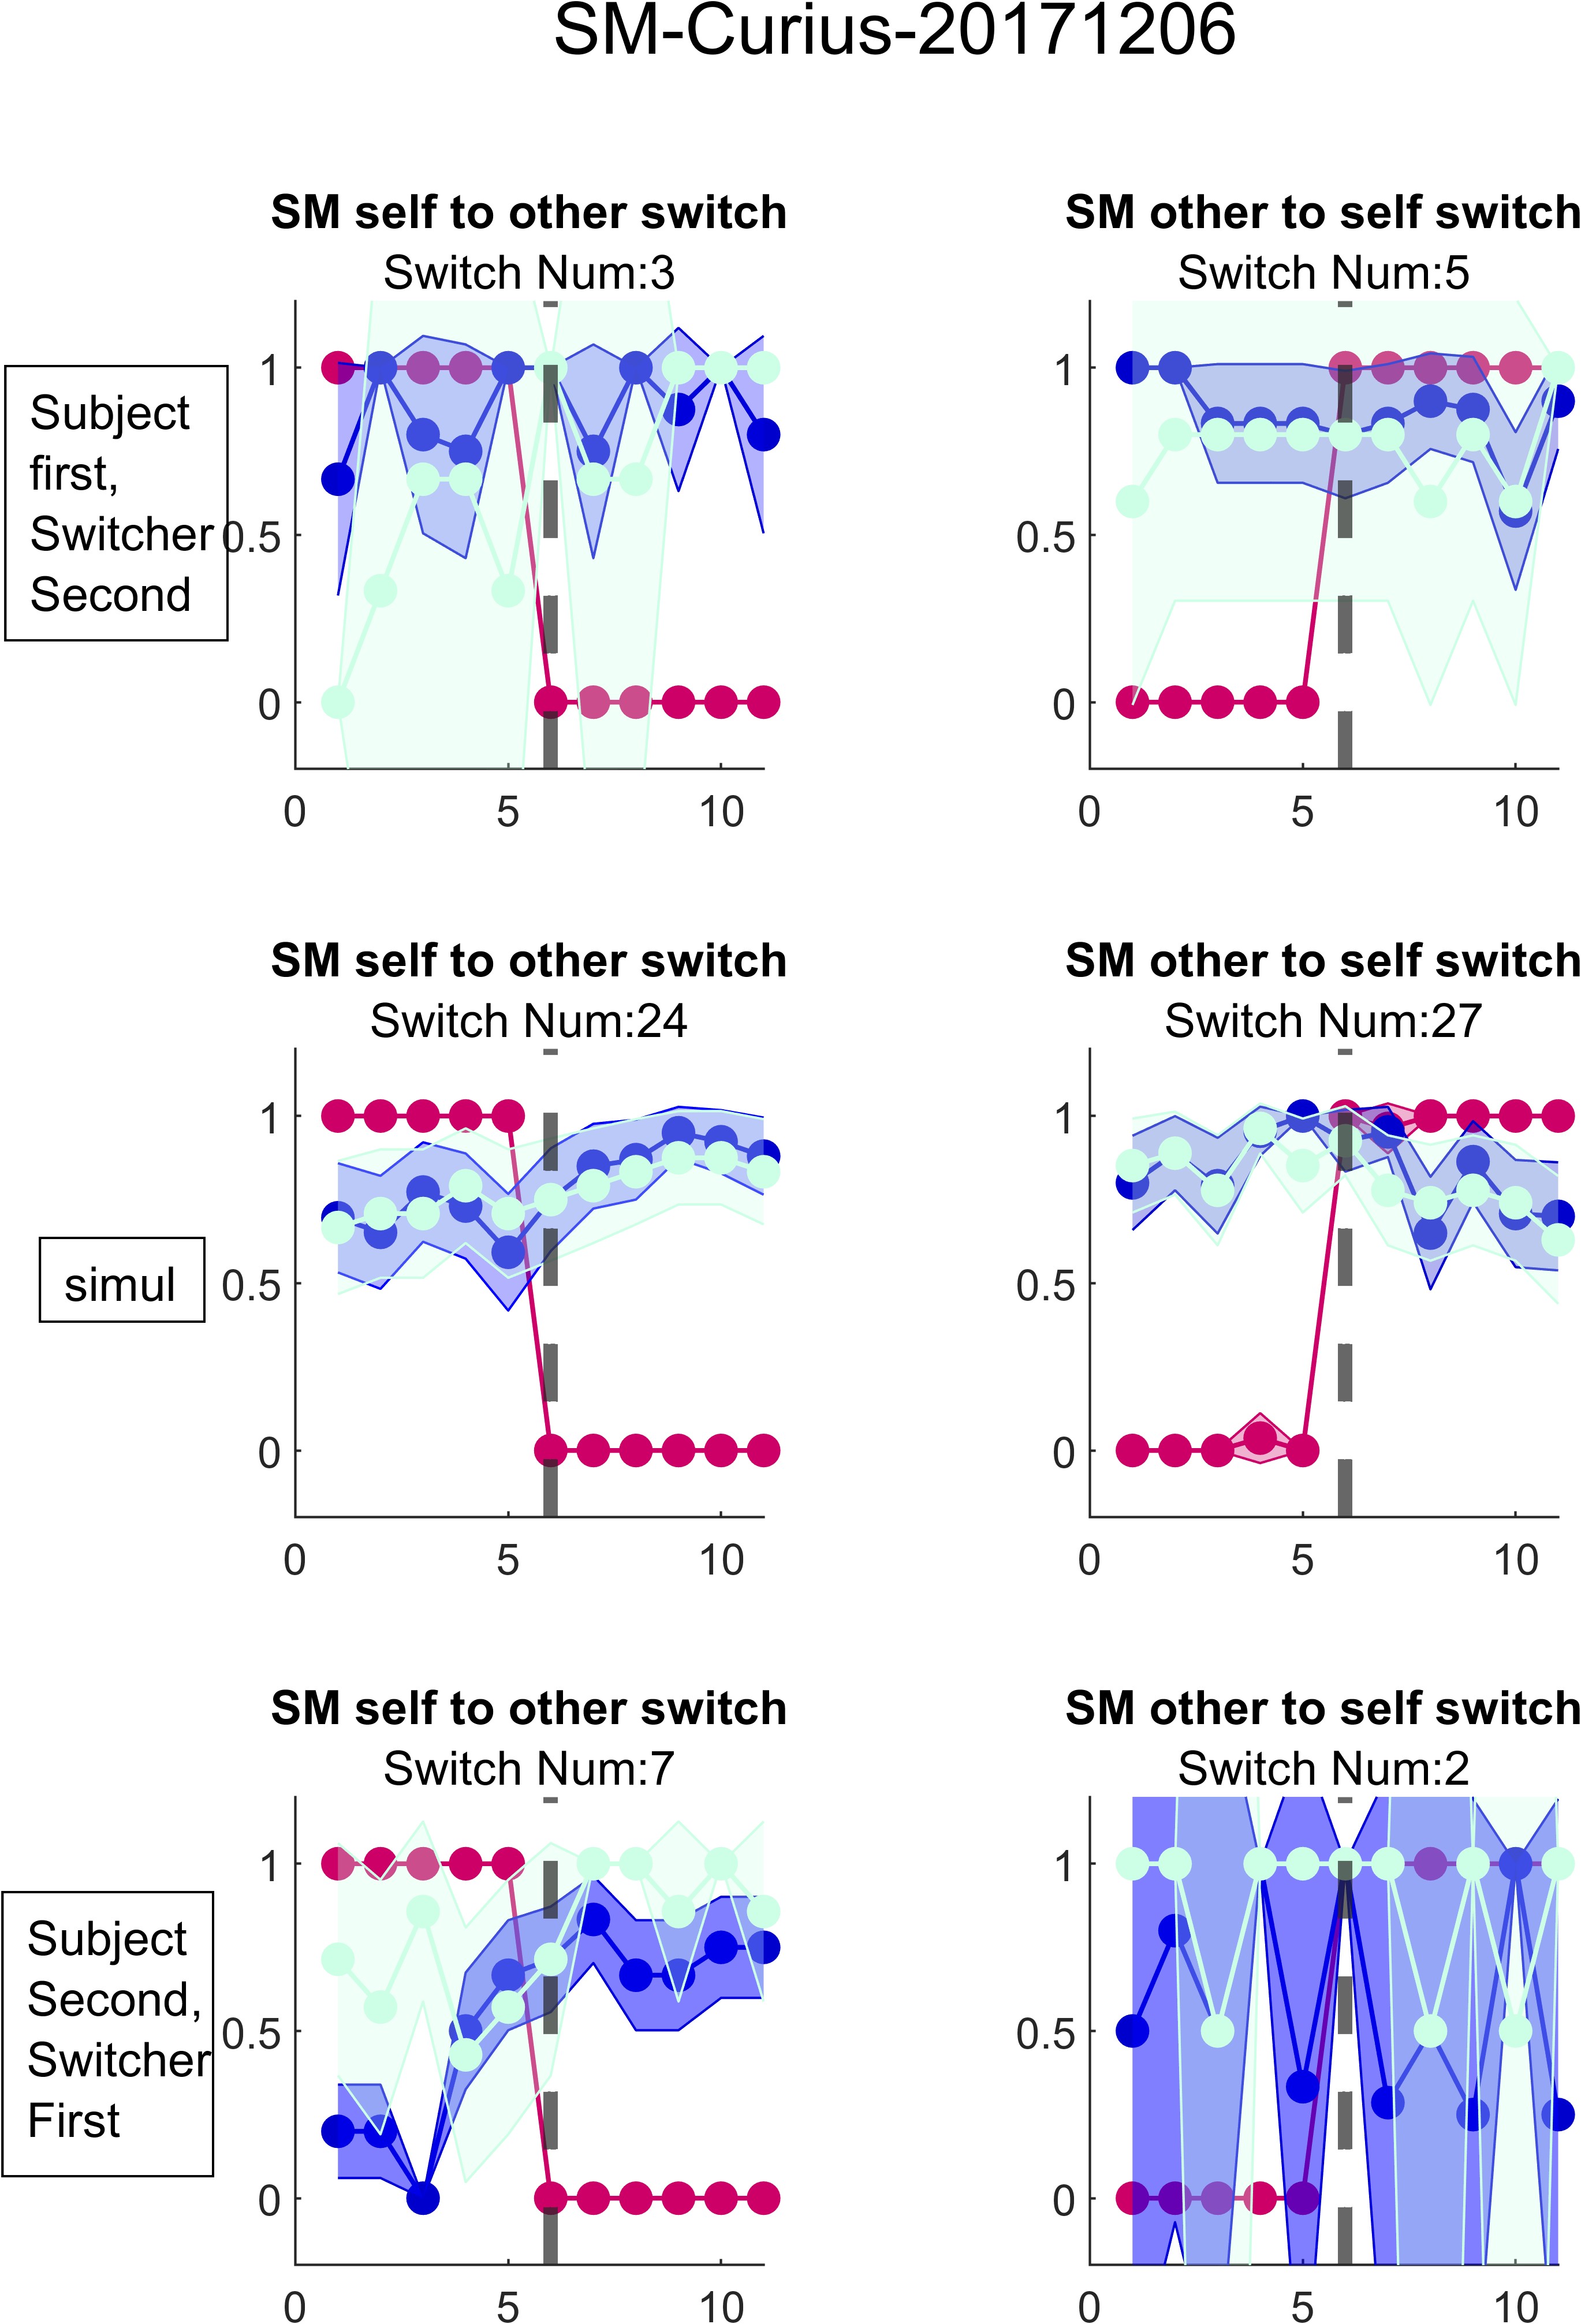 SM-Curius-20171206
SM self to other switch
Switch Num:3
SM other to self switch
Switch Num:5
Subject
first,
Switcher
Second
1
0.5
0
0
5
10
1
0.5
0
0
5
10
SM self to other switch
Switch Num:24
SM other to self switch
Switch Num:27
simul
1
0.5
0
0
5
10
1
0.5
0
0
5
10
SM self to other switch
Switch Num:7
SM other to self switch
Switch Num:2
Subject
Second,
Switcher
First
1
0.5
0
0
5
10
1
0.5
0
0
5
10